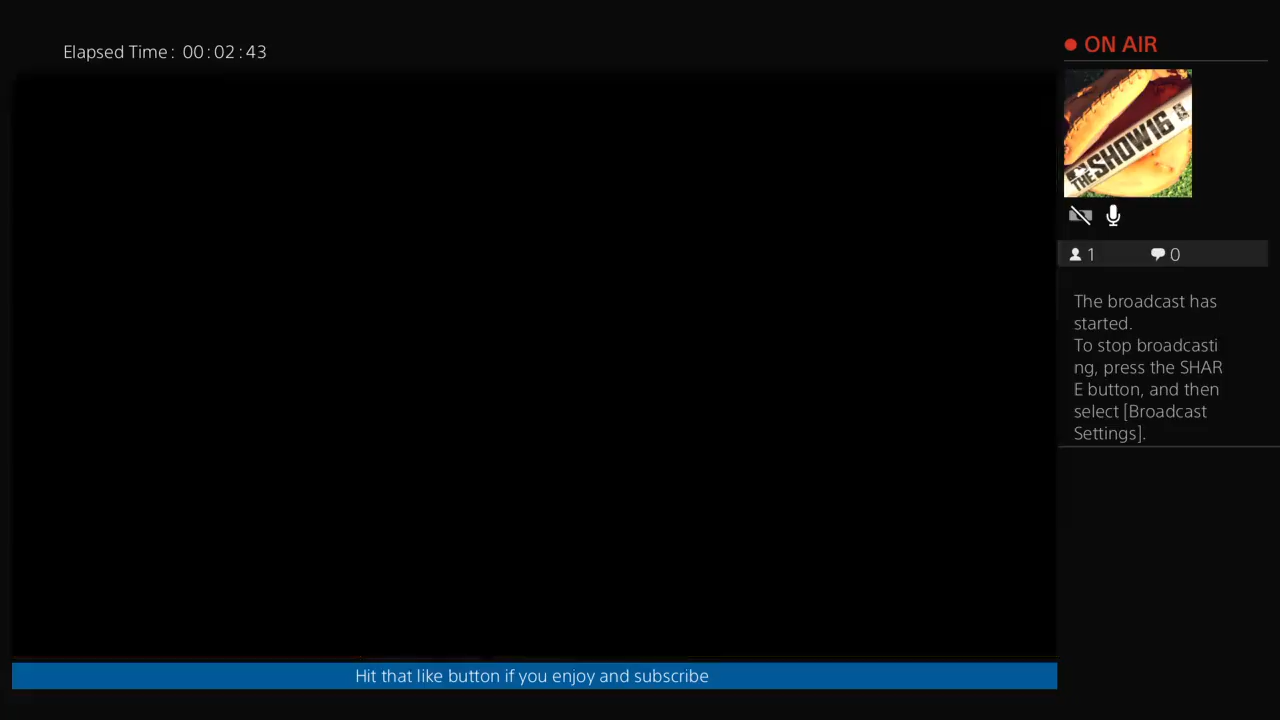 Elapsed Time: 00:02:43
ON AIR
THE SHOW 16
1 0
The broadcast has
started.
To stop broadcasti
ng, press the SHAR
E button, and then
select [Broadcast
Settings].
Hit that like button if you enjoy and subscribe